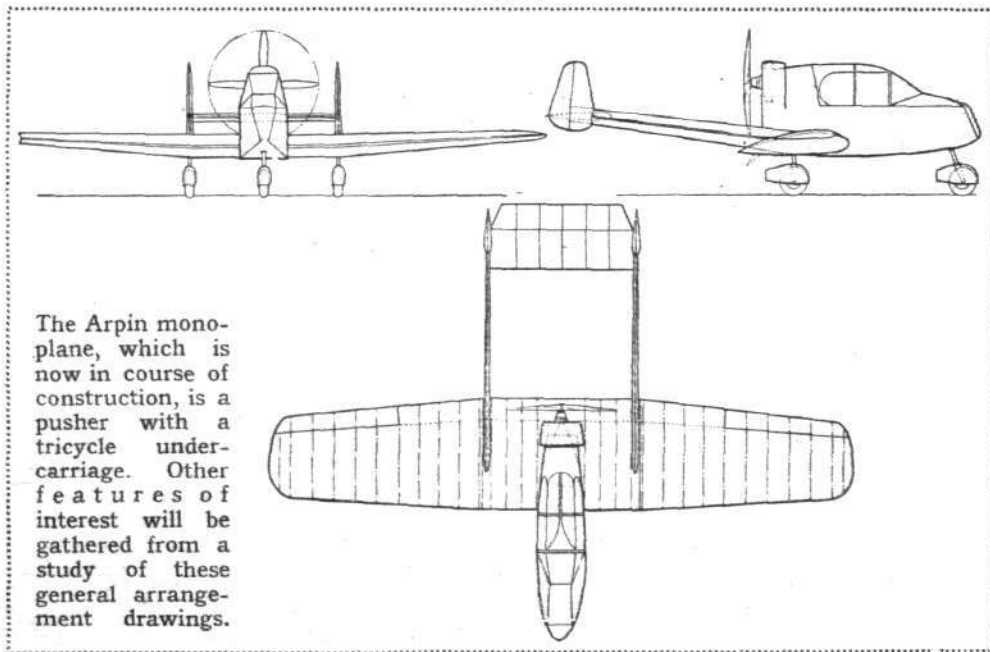 The Arpin mono-
plane, which is
now in course of
construction, is a
pusher with a
tricycle under-
carriage. Other
features of
interest will be
gathered from a
study of these
general arrange-
ment drawings.